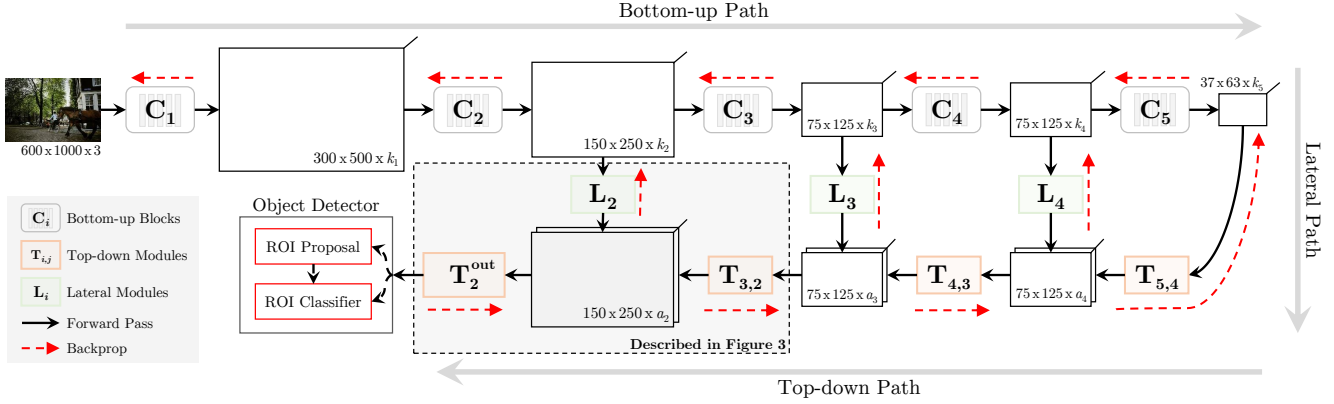 Bottom-up Path
C₁
C₂
C₃
C₄
C₅
37 x 63 x k₅
600 x 1000 x 3
300 x 500 x k₁
150 x 250 x k₂
75 x 125 x k₃
75 x 125 x k₄
Lateral Path
L₂
L₃
L₄
Cᵢ Bottom-up Blocks
Tᵢ,ⱼ Top-down Modules
Lᵢ Lateral Modules
Forward Pass
Backprop
Object Detector
ROI Proposal
ROI Classifier
T₂ᵒᵘᵗ
150 x 250 x a₂
T₃,₂
75 x 125 x a₃
T₄,₃
75 x 125 x a₄
T₅,₄
Described in Figure 3
Top-down Path